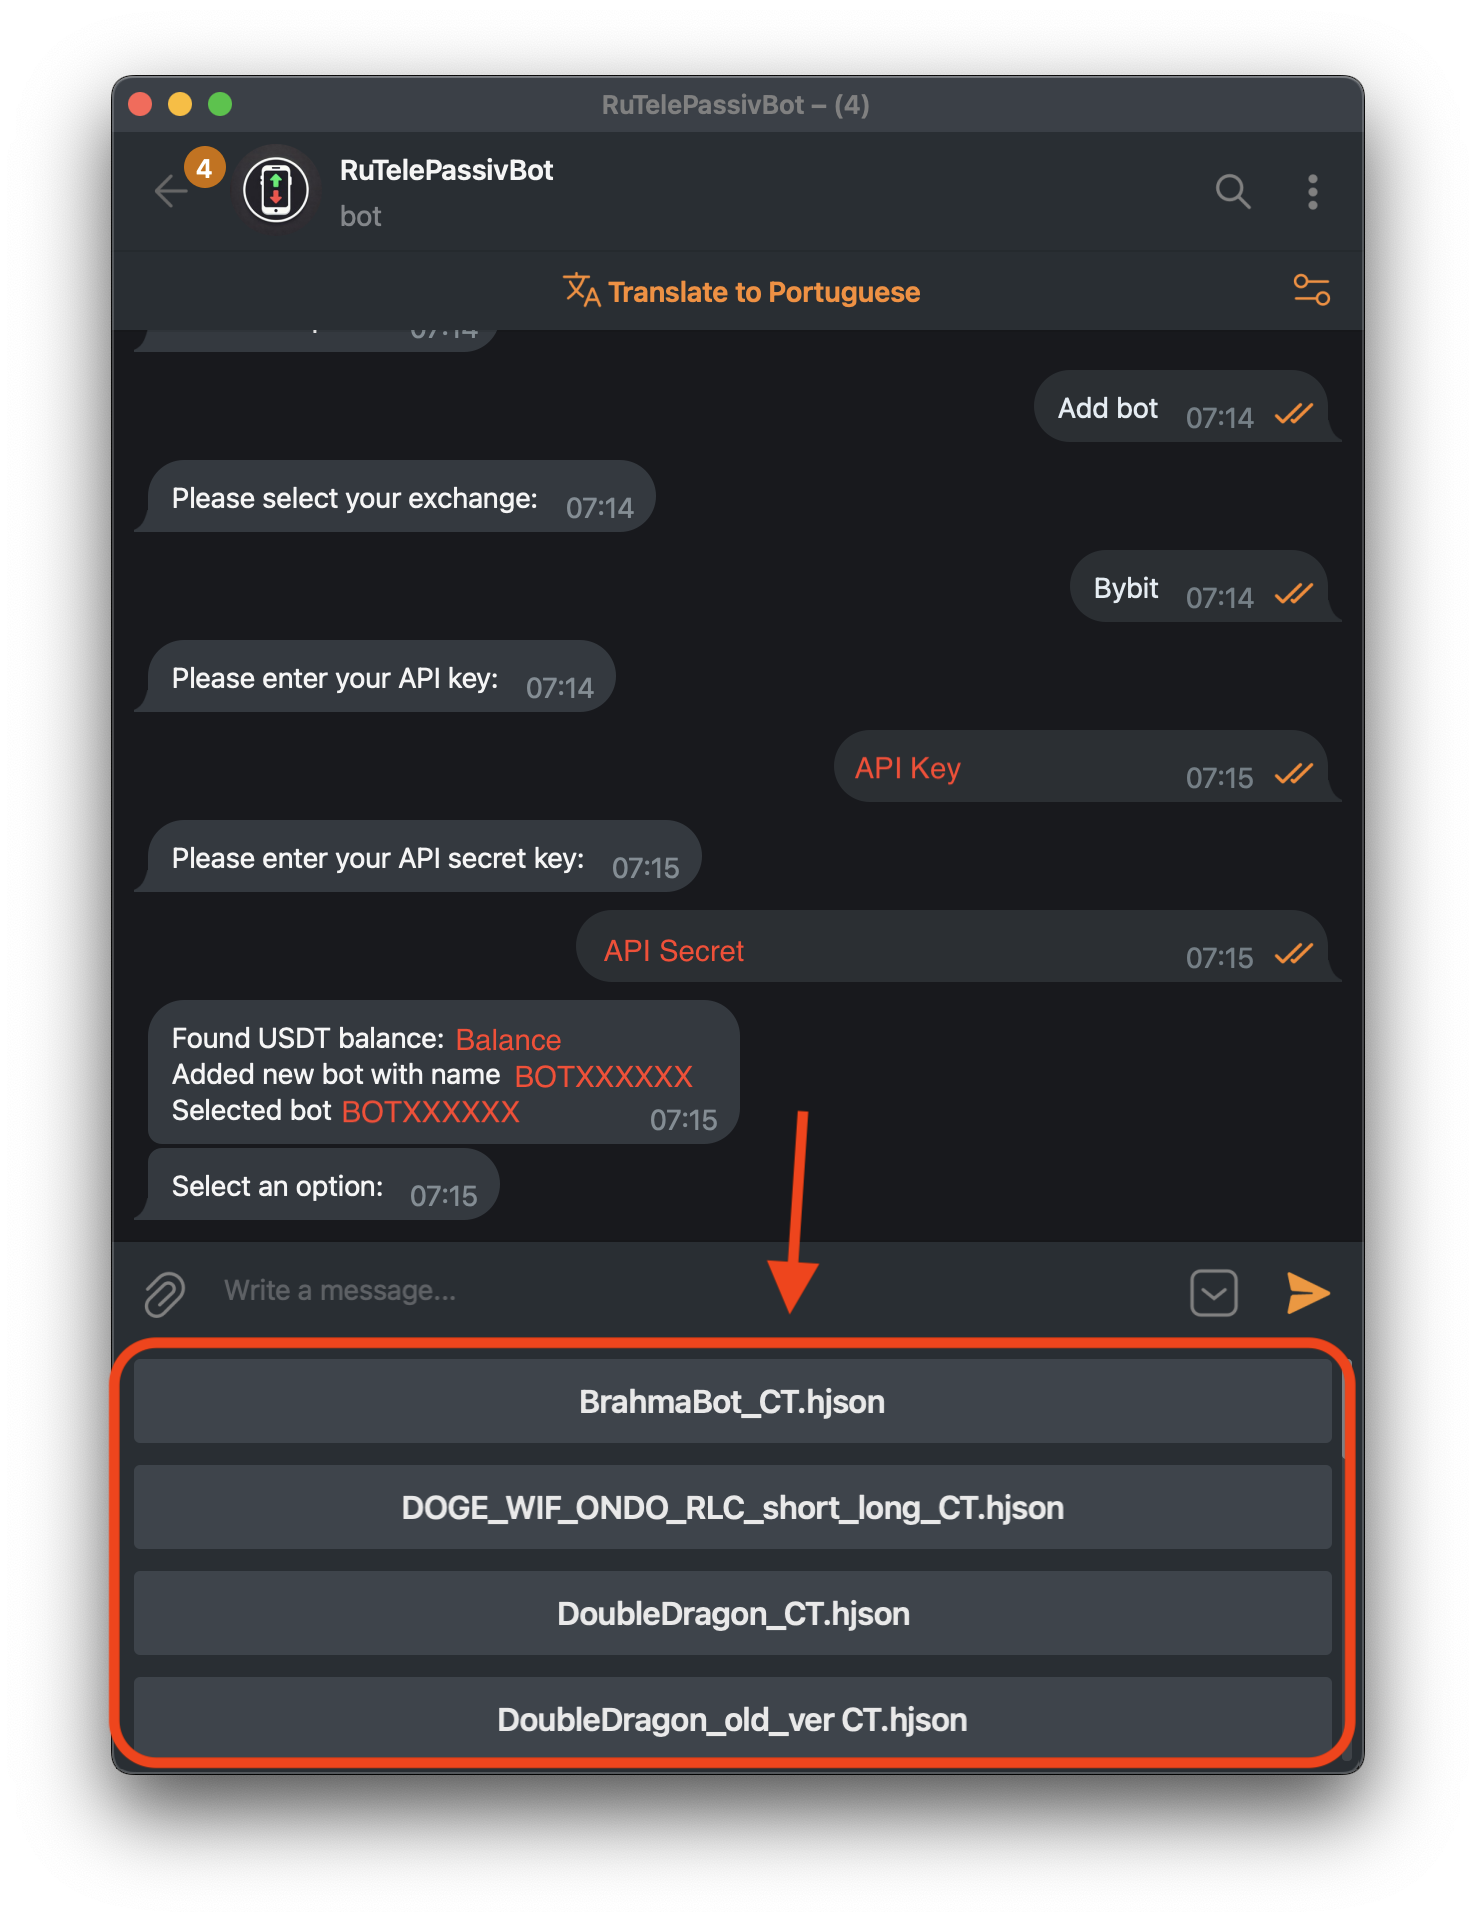 RuTelePassivBot – (4)
4
RuTelePassivBot
bot
Translate to Portuguese
07:14
Add bot 07:14
Please select your exchange: 07:14
Bybit 07:14
Please enter your API key: 07:14
API Key 07:15
Please enter your API secret key: 07:15
API Secret 07:15
Found USDT balance: Balance
Added new bot with name BOTXXXXXX
Selected bot BOTXXXXXX 07:15
Select an option: 07:15
Write a message...
BrahmaBot_CT.hjson
DOGE_WIF_ONDO_RLC_short_long_CT.hjson
DoubleDragon_CT.hjson
DoubleDragon_old_ver CT.hjson